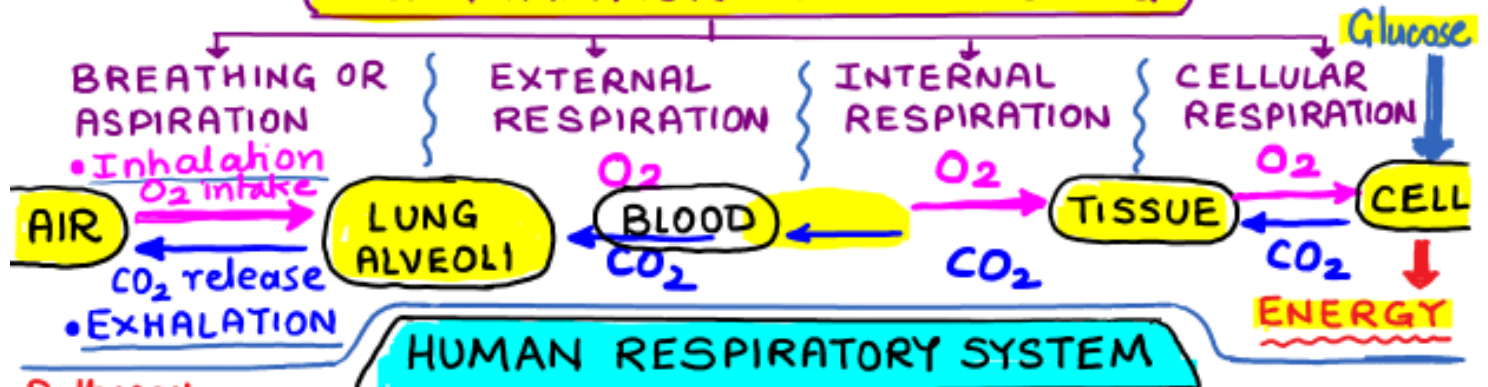 Glucose
BREATHING OR
ASPIRATION
EXTERNAL
RESPIRATION
INTERNAL
RESPIRATION
CELLULAR
RESPIRATION
•Inhalation
O2 intake
O2
O2
O2
AIR
LUNG
ALVEOLI
BLOOD
TISSUE
CELL
CO2 release
CO2
CO2
CO2
•EXHALATION
ENERGY
HUMAN RESPIRATORY SYSTEM